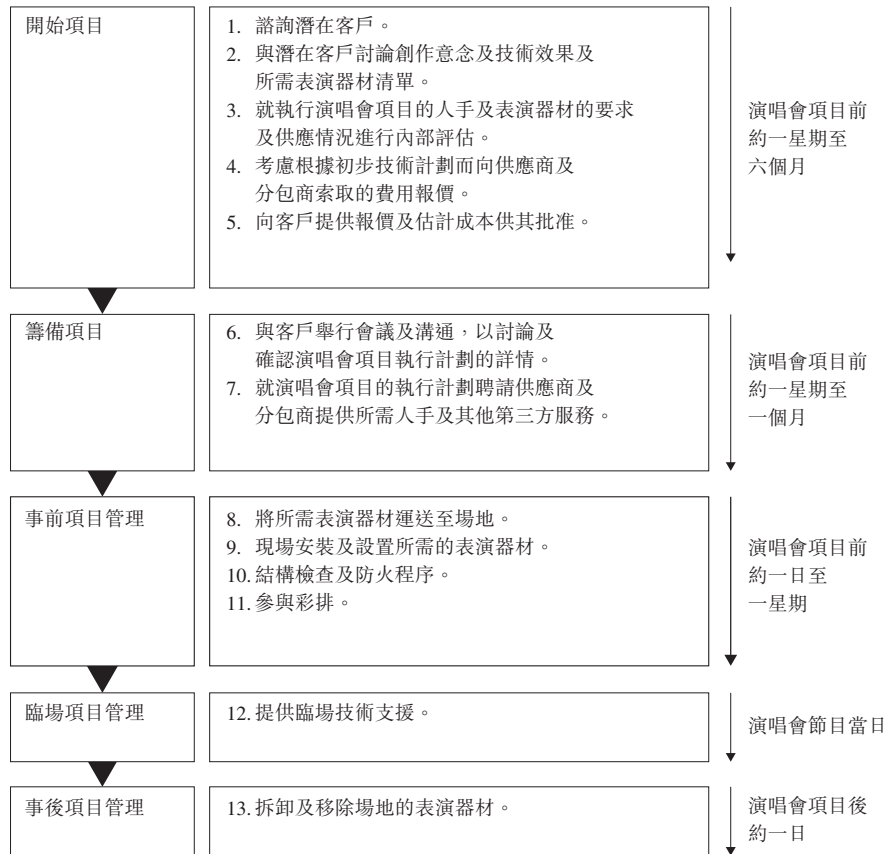 開始項目
1. 諮詢潛在客戶。
2. 與潛在客戶討論創作意念及技術效果及
所需表演器材清單。
3. 就執行演唱會項目的人手及表演器材的要求
及供應情況進行內部評估。
4. 考慮根據初步技術計劃而向供應商及
分包商索取的費用報價。
5. 向客戶提供報價及估計成本供其批准。
演唱會項目前
約一星期至
六個月
籌備項目
6. 與客戶舉行會議及溝通，以討論及
確認演唱會項目執行計劃的詳情。
7. 就演唱會項目的執行計劃聘請供應商及
分包商提供所需人手及其他第三方服務。
演唱會項目前
約一星期至
一個月
事前項目管理
8. 將所需表演器材運送至場地。
9. 現場安裝及設置所需的表演器材。
10. 結構檢查及防火程序。
11. 參與彩排。
演唱會項目前
約一日至
一星期
臨場項目管理
12. 提供臨場技術支援。
演唱會節目當日
事後項目管理
13. 拆卸及移除場地的表演器材。
演唱會項目後
約一日